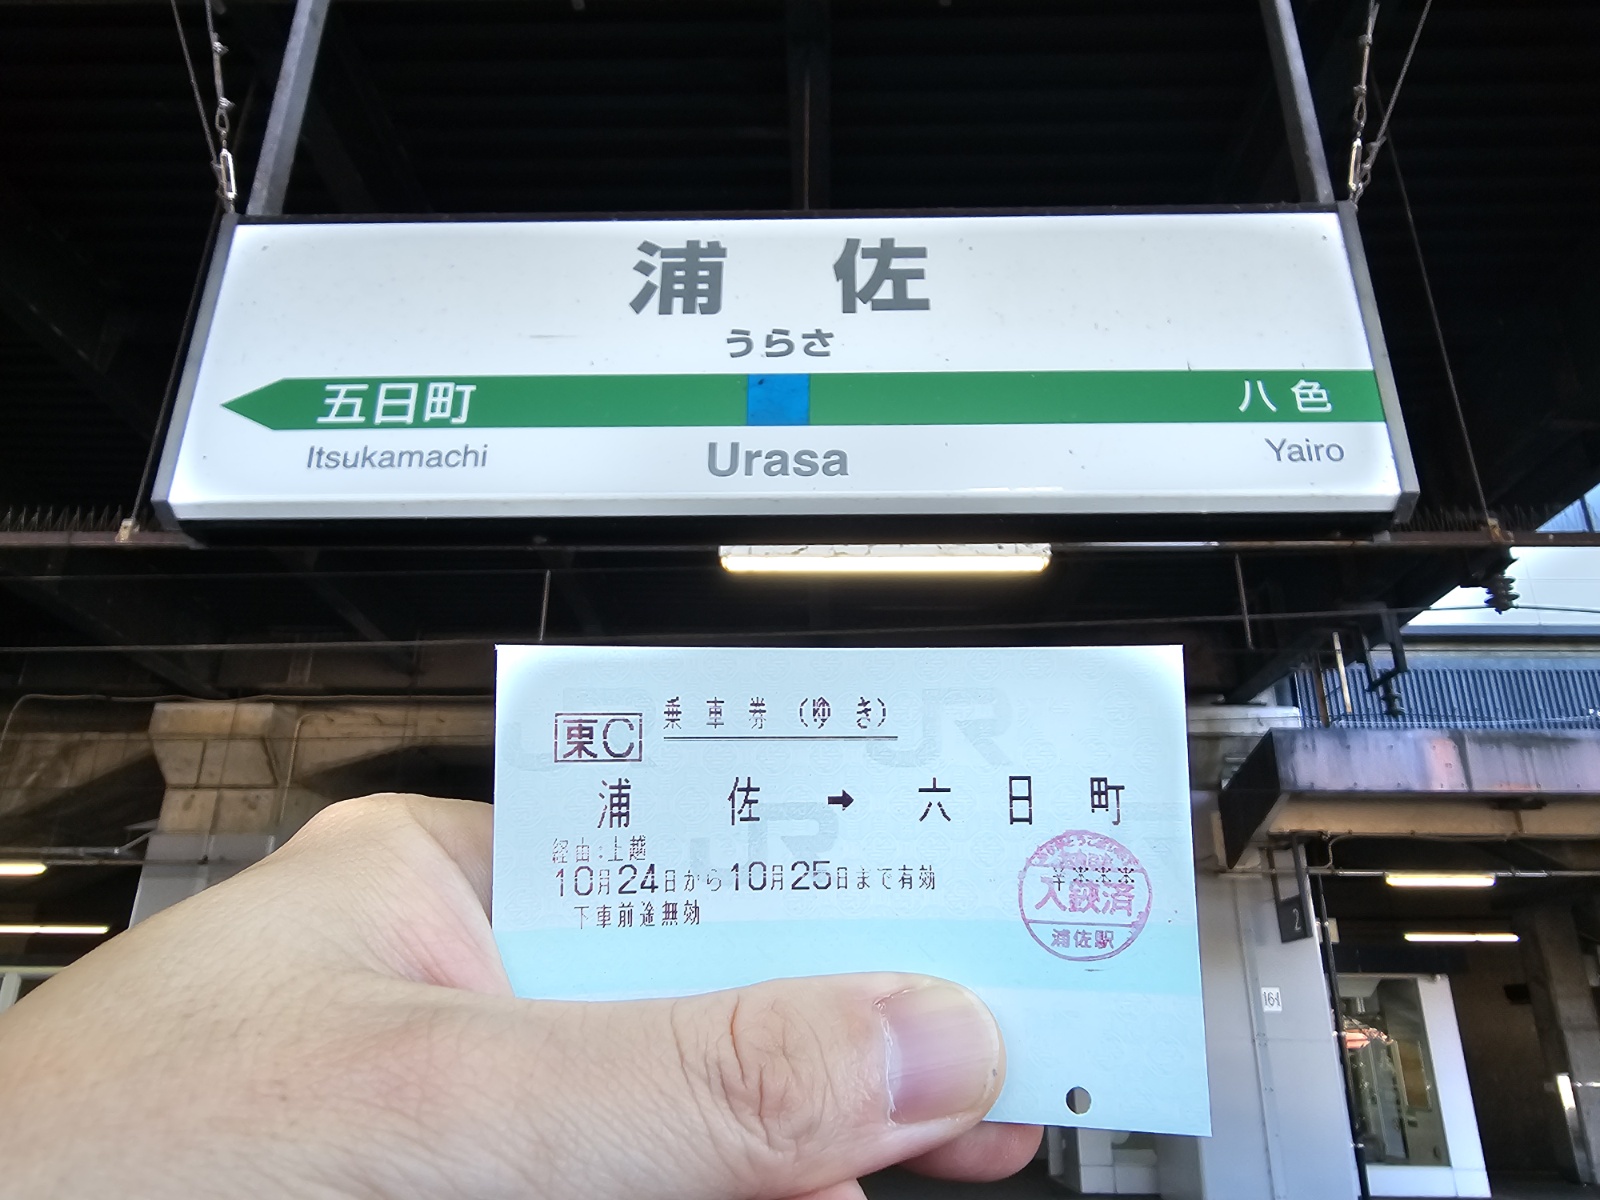 浦佐
うらさ
五日町 八色
Itsukamachi Urasa Yairo
東C 乗車券(ゆき)
浦佐→六日町
経由:上越
10月24日から10月25日まで有効
下車前途無効
入鋏済
浦佐駅
2
161